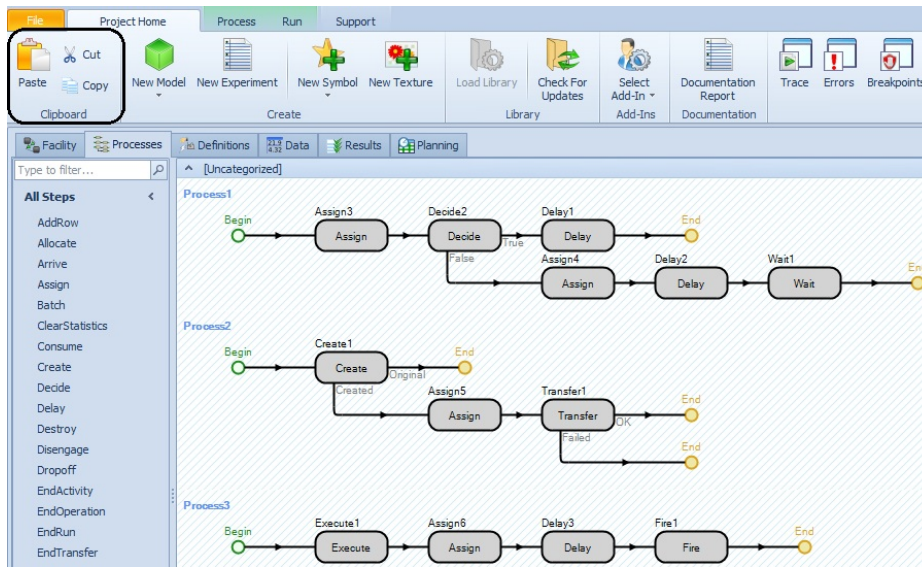 File Project Home Process Run Support
Paste Cut Copy New Model New Experiment New Symbol New Texture Load Library Check For Updates Select Add-In Documentation Report Trace Errors Breakpoints
Clipboard Create Library Add-Ins Documentation
Facility Processes Definitions Data Results Planning
Type to filter... [Uncategorized]
All Steps
AddRow
Allocate
Arrive
Assign
Batch
ClearStatistics
Consume
Create
Decide
Delay
Destroy
Disengage
Dropoff
EndActivity
EndOperation
EndRun
EndTransfer
Process1
Assign3 Decide2 Delay1
Begin End
Assign Decide True Delay
False Assign4 Delay2 Wait1 End
Assign Delay Wait
Process2
Create1
Begin End
Create Original
Created Assign5 Transfer1 End
Assign Transfer OK
Failed End
Process3
Execute1 Assign6 Delay3 Fire1
Begin End
Execute Assign Delay Fire